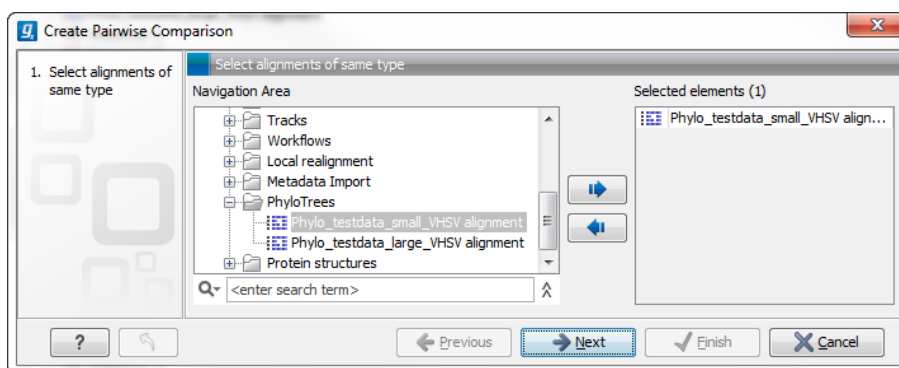 Create Pairwise Comparison
1. Select alignments of
same type
Select alignments of same type
Navigation Area
Selected elements (1)
Tracks
Workflows
Local realignment
Metadata Import
PhyloTrees
Phylo_testdata_small_VHSV alignment
Phylo_testdata_large_VHSV alignment
Protein structures
Phylo_testdata_small_VHSV align...
<enter search term>
?
Previous
Next
Finish
Cancel